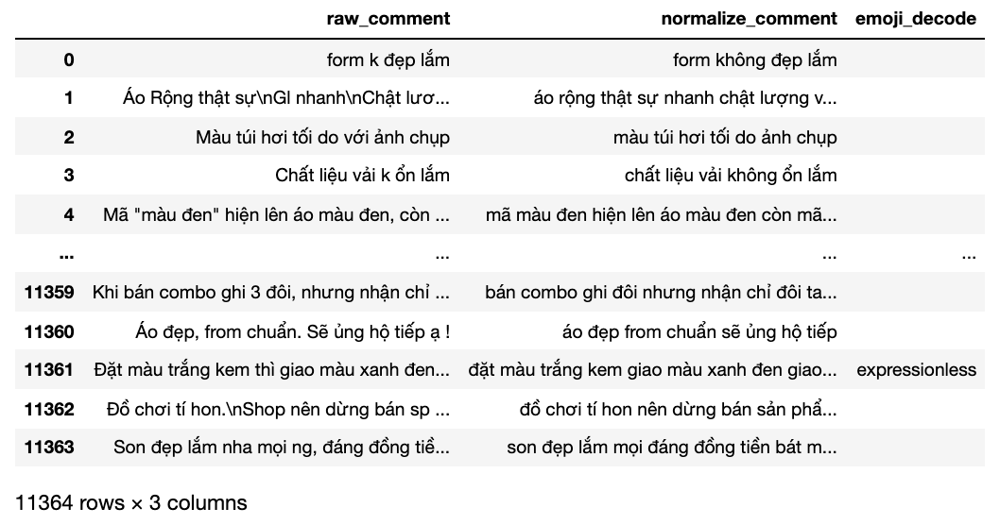 raw_comment normalize_comment emoji_decode
0 form k đẹp lắm form không đẹp lắm
1 Áo Rộng thật sự\nGl nhanh\nChất lươ... áo rộng thật sự nhanh chật lượng v...
2 Màu túi hơi tối do với ảnh chụp màu túi hơi tối do ảnh chụp
3 Chất liệu vải k ổn lắm chất liệu vải không ổn lắm
4 Mã "màu đen" hiện lên áo màu đen, còn ... mã màu đen hiện lên áo màu đen còn mã...
... ... ... ...
11359 Khi bán combo ghi 3 đôi, nhưng nhận chỉ ... bán combo ghi đôi nhưng nhận chỉ đôi ta...
11360 Áo đẹp, from chuẩn. Sẽ ủng hộ tiếp ạ ! áo đẹp from chuẩn sẽ ủng hộ tiếp
11361 Đặt màu trắng kem thì giao màu xanh đen... đặt màu trắng kem giao màu xanh đen giao... expressionless
11362 Đồ chơi tí hon.\nShop nên dừng bán sp ... đồ chơi tí hon nên dừng bán sản phẩ...
11363 Son đẹp lắm nha mọi ng, đáng đồng tiề... son đẹp lắm mọi đáng đồng tiền bát m...
11364 rows × 3 columns